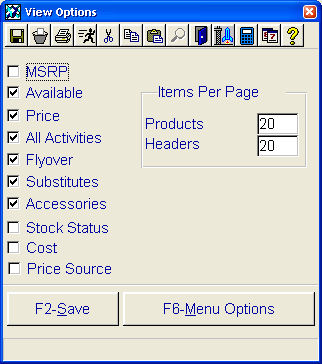 View Options
MSRP
Available
Price
All Activities
Flyover
Substitutes
Accessories
Stock Status
Cost
Price Source
Items Per Page
Products 20
Headers 20
F2-Save
F6-Menu Options